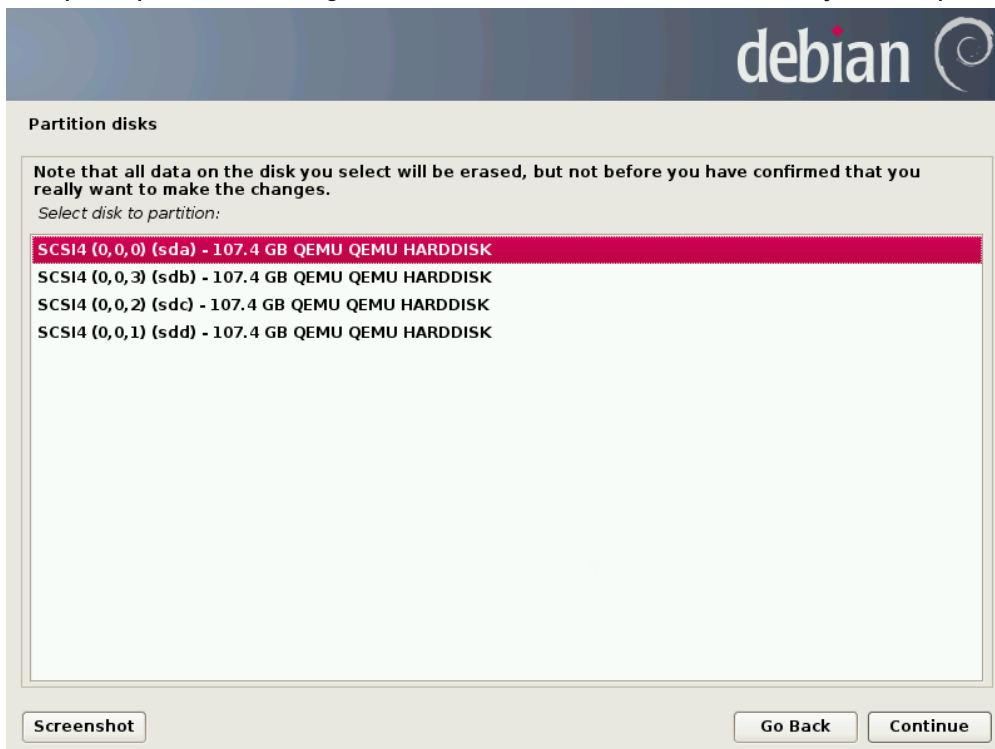 debian
Partition disks
Note that all data on the disk you select will be erased, but not before you have confirmed that you
really want to make the changes.
Select disk to partition:
SCSI4 (0,0,0) (sda) - 107.4 GB QEMU QEMU HARDDISK
SCSI4 (0,0,3) (sdb) - 107.4 GB QEMU QEMU HARDDISK
SCSI4 (0,0,2) (sdc) - 107.4 GB QEMU QEMU HARDDISK
SCSI4 (0,0,1) (sdd) - 107.4 GB QEMU QEMU HARDDISK
Screenshot
Go Back
Continue